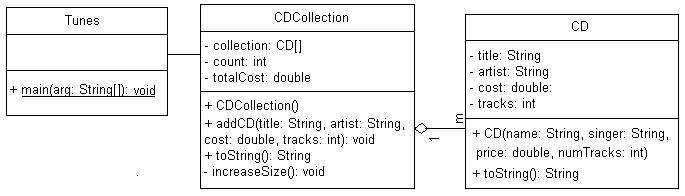 Tunes
+ main(arg: String[]): void
CDCollection
- collection: CD[]
- count: int
- totalCost: double
+ CDCollection()
+ addCD(title: String, artist: String,
cost: double, tracks: int): void
+ toString(): String
- increaseSize(): void
1
m
CD
- title: String
- artist: String
- cost: double:
- tracks: int
+ CD(name: String, singer: String,
price: double, numTracks: int)
+ toString(): String